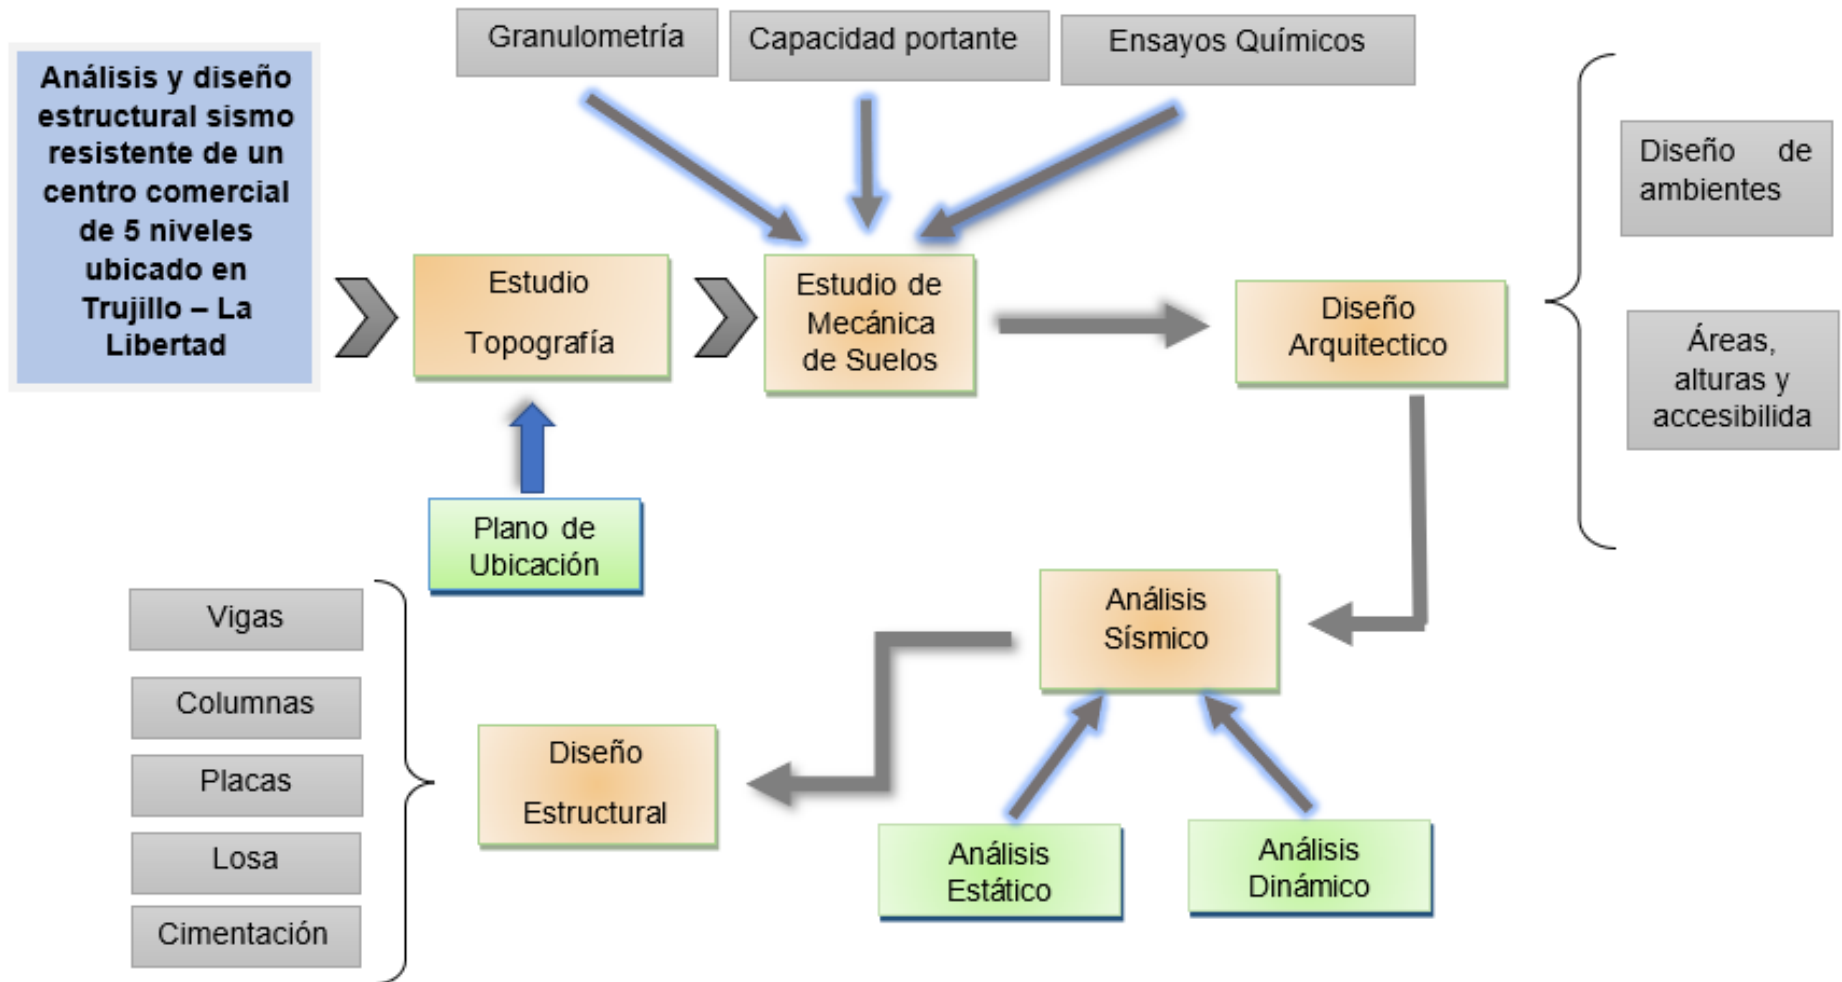 Granulometría
Capacidad portante
Ensayos Químicos
Análisis y diseño
estructural sismo
resistente de un
centro comercial
de 5 niveles
ubicado en
Trujillo – La
Libertad
Diseño de
ambientes
Estudio
Topografía
Estudio de
Mecánica
de Suelos
Diseño
Arquitectico
Áreas,
alturas y
accesibilida
Plano de
Ubicación
Análisis
Sísmico
Vigas
Columnas
Placas
Losa
Cimentación
Diseño
Estructural
Análisis
Estático
Análisis
Dinámico